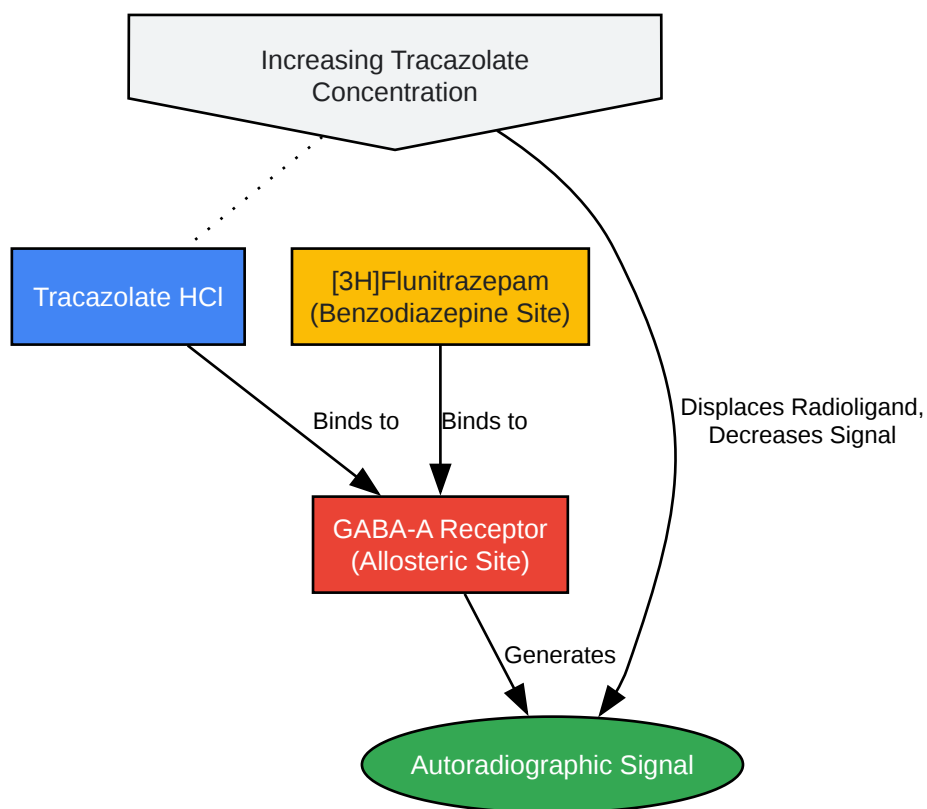 Increasing Tracazolate
Concentration
Tracazolate HCl
[3H]Flunitrazepam
(Benzodiazepine Site)
Displaces Radioligand,
Decreases Signal
Binds to
Binds to
GABA-A Receptor
(Allosteric Site)
Generates
Autoradiographic Signal